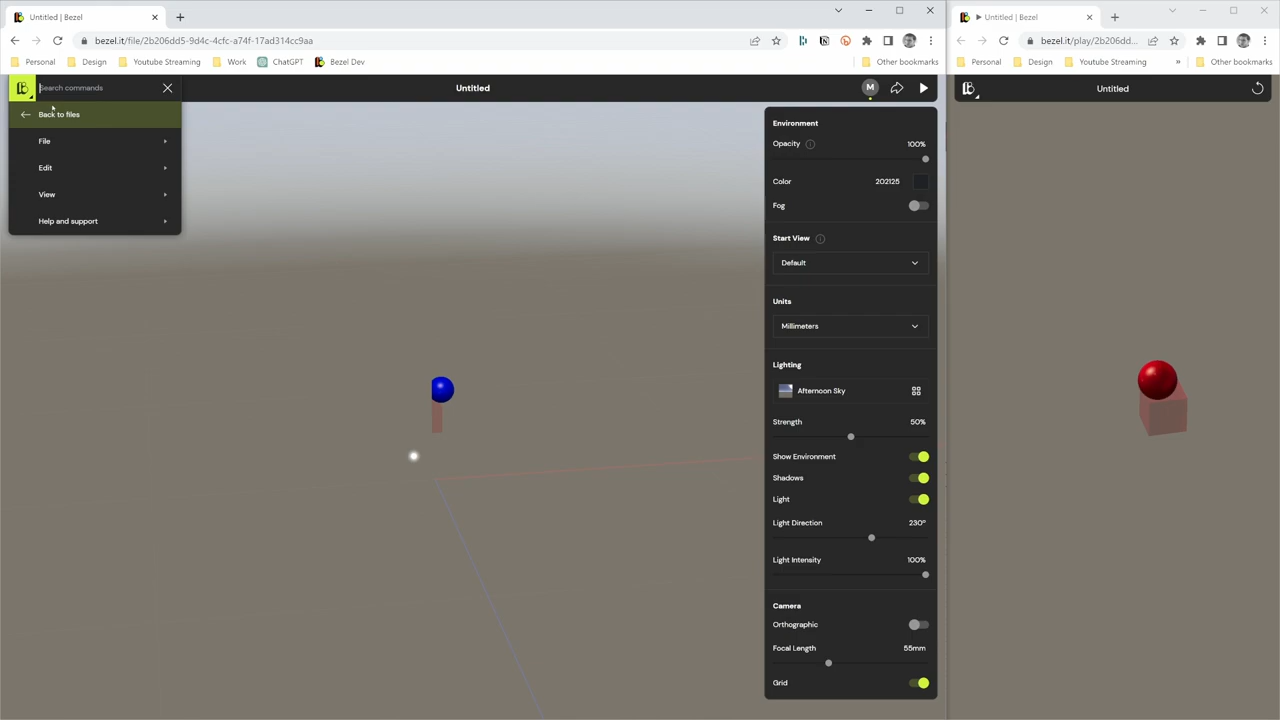 Untitled | Bezel
Untitled | Bezel
bezel.it/file/2b206dd5-9d4c-4cfc-a74f-17ad314cc9aa
bezel.it/play/2b206dd...
Personal
Design
Youtube Streaming
Work
ChatGPT
Bezel Dev
Other bookmarks
Personal
Design
Youtube Streaming
»
Other bookmarks
Search commands
Untitled
M
Untitled
Back to files
File
Edit
View
Help and support
Environment
Opacity
100%
Color
202125
Fog
Start View
Default
Units
Millimeters
Lighting
Afternoon Sky
Strength
50%
Show Environment
Shadows
Light
Light Direction
230º
Light Intensity
100%
Camera
Orthographic
Focal Length
55mm
Grid